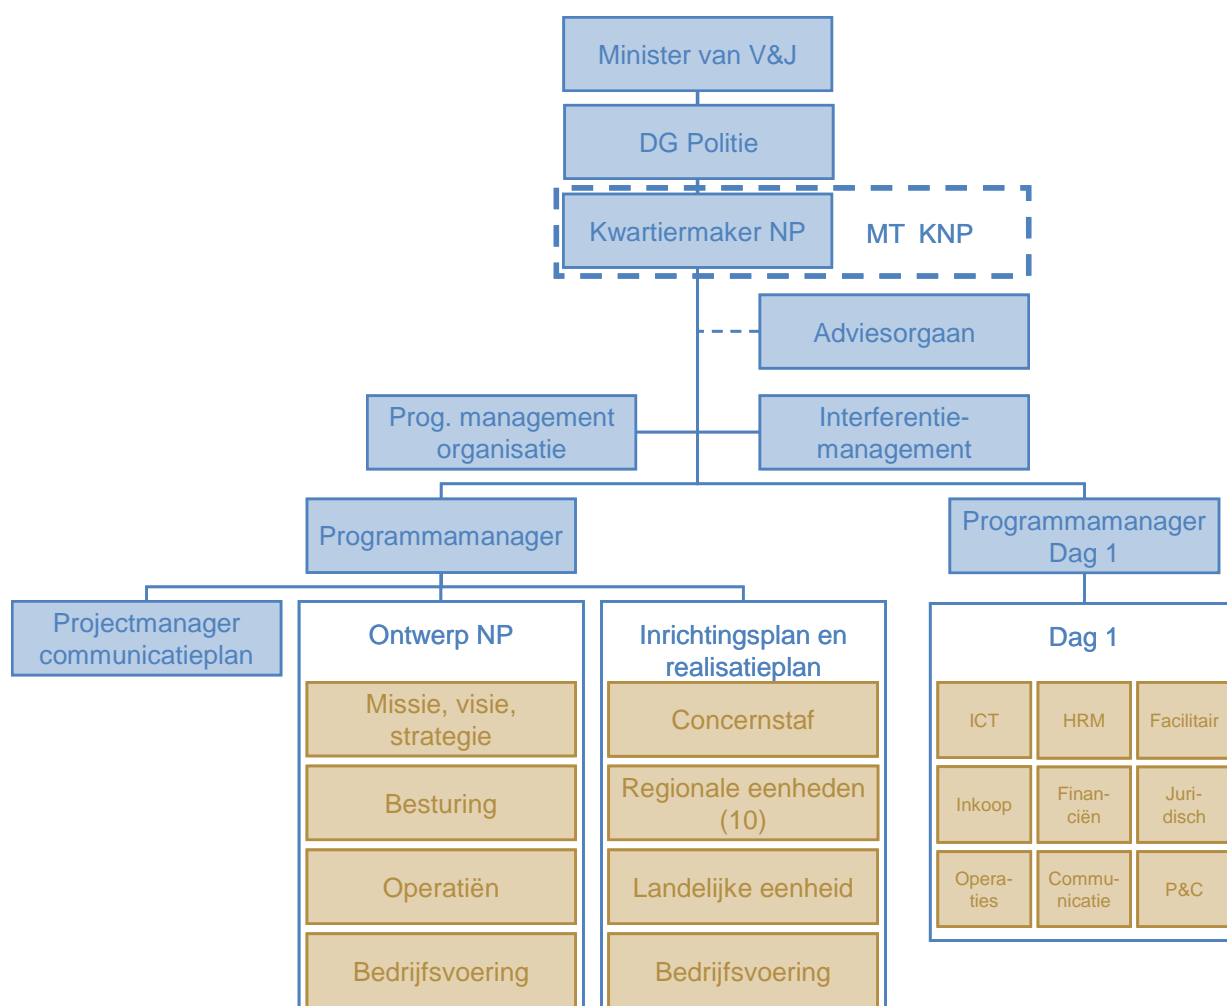 Minister van V&J
DG Politie
Kwartiermaker NP
MT KNP
Adviesorgaan
Prog. management
organisatie
Interferentie-
management
Programmamanager
Programmamanager
Dag 1
Projectmanager
communicatieplan
Ontwerp NP
Missie, visie,
strategie
Besturing
Operatiën
Bedrijfsvoering
Inrichtingsplan en
realisatieplan
Concernstaf
Regionale eenheden
(10)
Landelijke eenheid
Bedrijfsvoering
Dag 1
ICT
HRM
Facilitair
Inkoop
Finan-
ciën
Juri-
disch
Opera-
ties
Commu-
nicatie
P&C